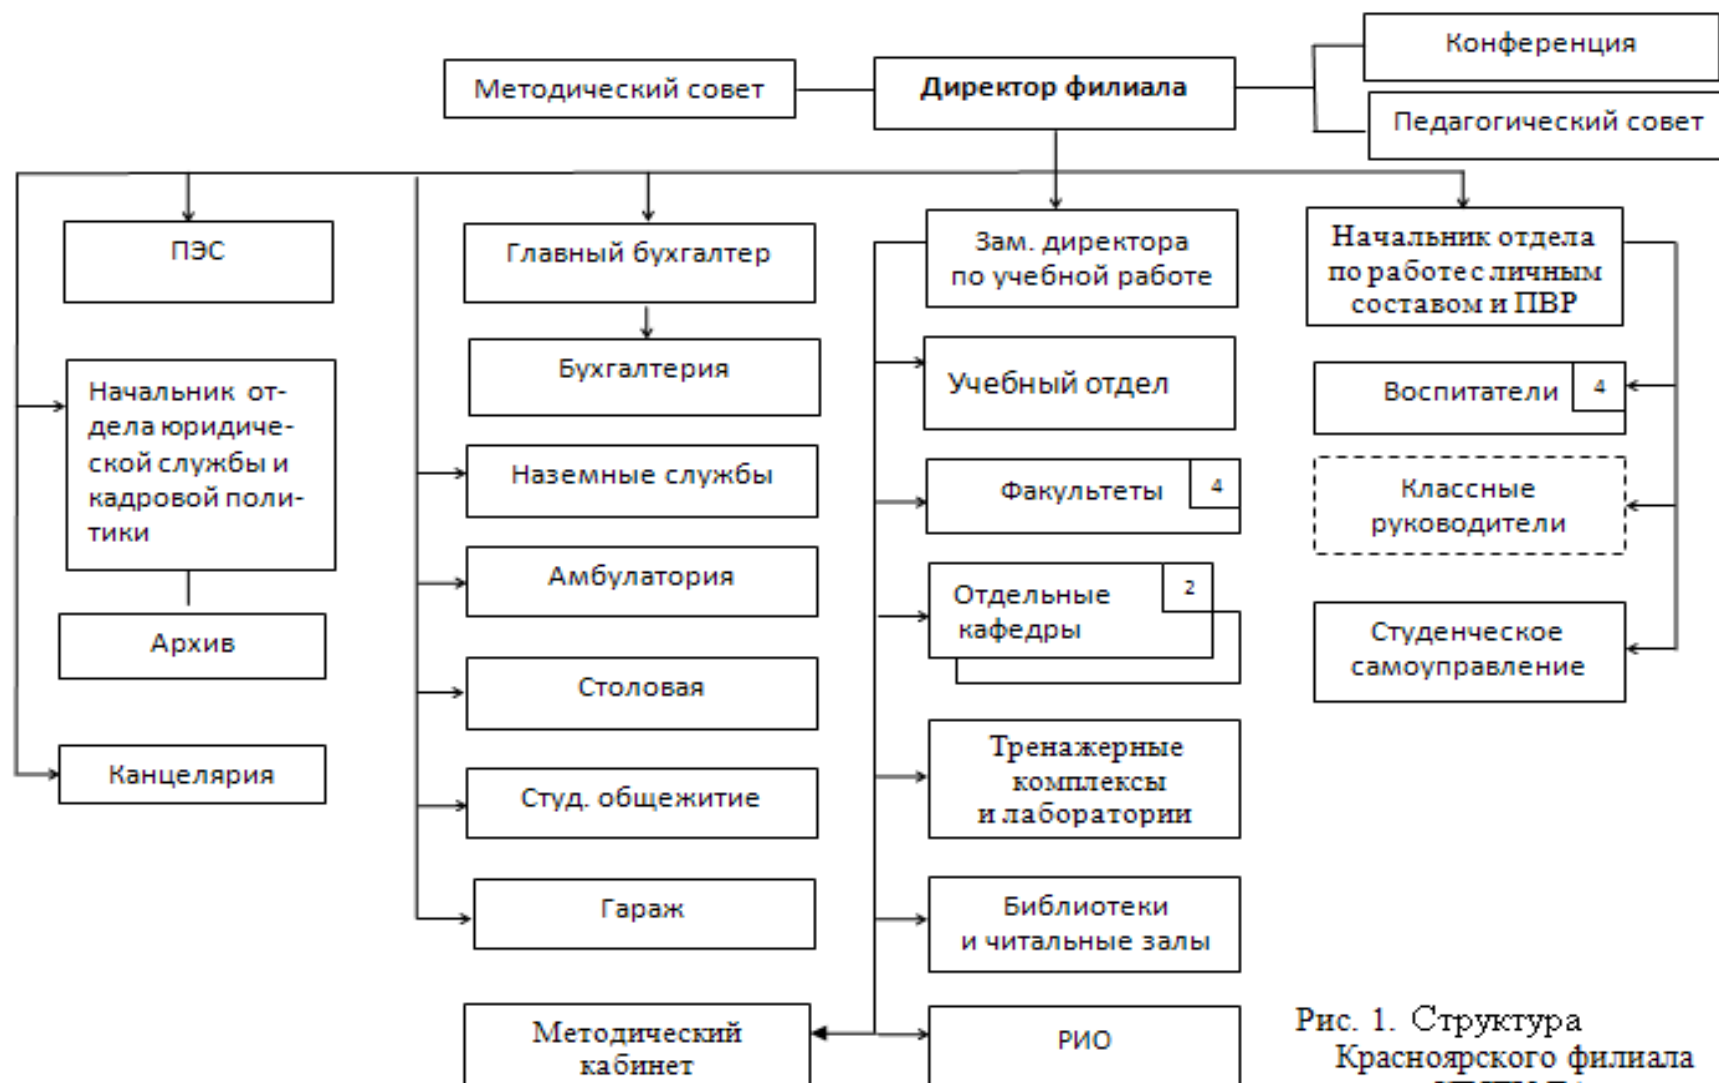 Конференция
Методический совет
Директор филиала
Педагогический совет
ПЭС
Главный бухгалтер
Зам. директора
по учебной работе
Начальник отдела
по работе с личным
составом и ПВР
Бухгалтерия
Учебный отдел
Воспитатели
4
Начальник от-
дела юридиче-
ской службы и
кадровой поли-
тики
Наземные службы
Факультеты
4
Классные
руководители
Амбулатория
Отдельные
кафедры
2
Архив
Столовая
Студенческое
самоуправление
Канцелярия
Студ. общежитие
Тренажерные
комплексы
и лаборатории
Гараж
Библиотеки
и читальные залы
Методический
кабинет
РИО
Рис. 1. Структура
Красноярского филиала